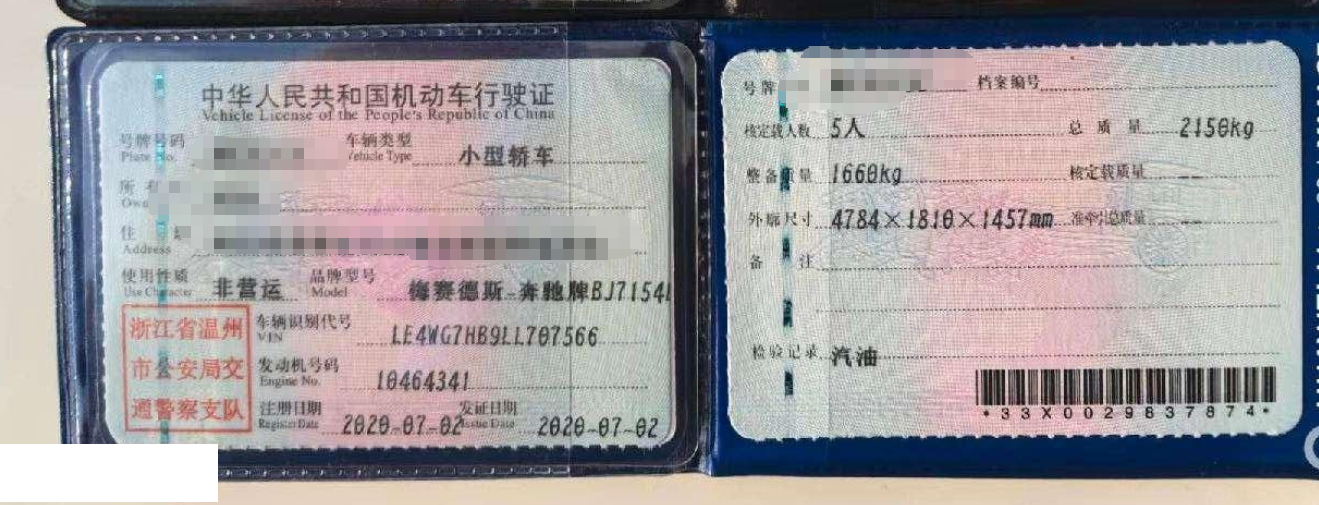 中华人民共和国机动车行驶证
Vehicle License of the People's Republic of China
号牌号码 车辆类型 小型轿车
Plate No. Vehicle Type
所有
Own
住
Address
使用性质 非营运 品牌型号 梅赛德斯-奔驰牌BJ7154
Use Character Model
浙江省温州 车辆识别代号 LE4WG7HB9LL707566
VIN
市公安局交 发动机号码 10464341
Engine No.
通警察支队 注册日期 2020-07-02 发证日期 2020-07-02
Register Date Issue Date
号牌 档案编号
核定载人数 5人 总质量 2150kg
整备质量 1660kg 核定载质量 --
外廓尺寸 4784×1810×1457mm 准牵引总质量 --
备注
检验记录 汽油
*33X0029837874*